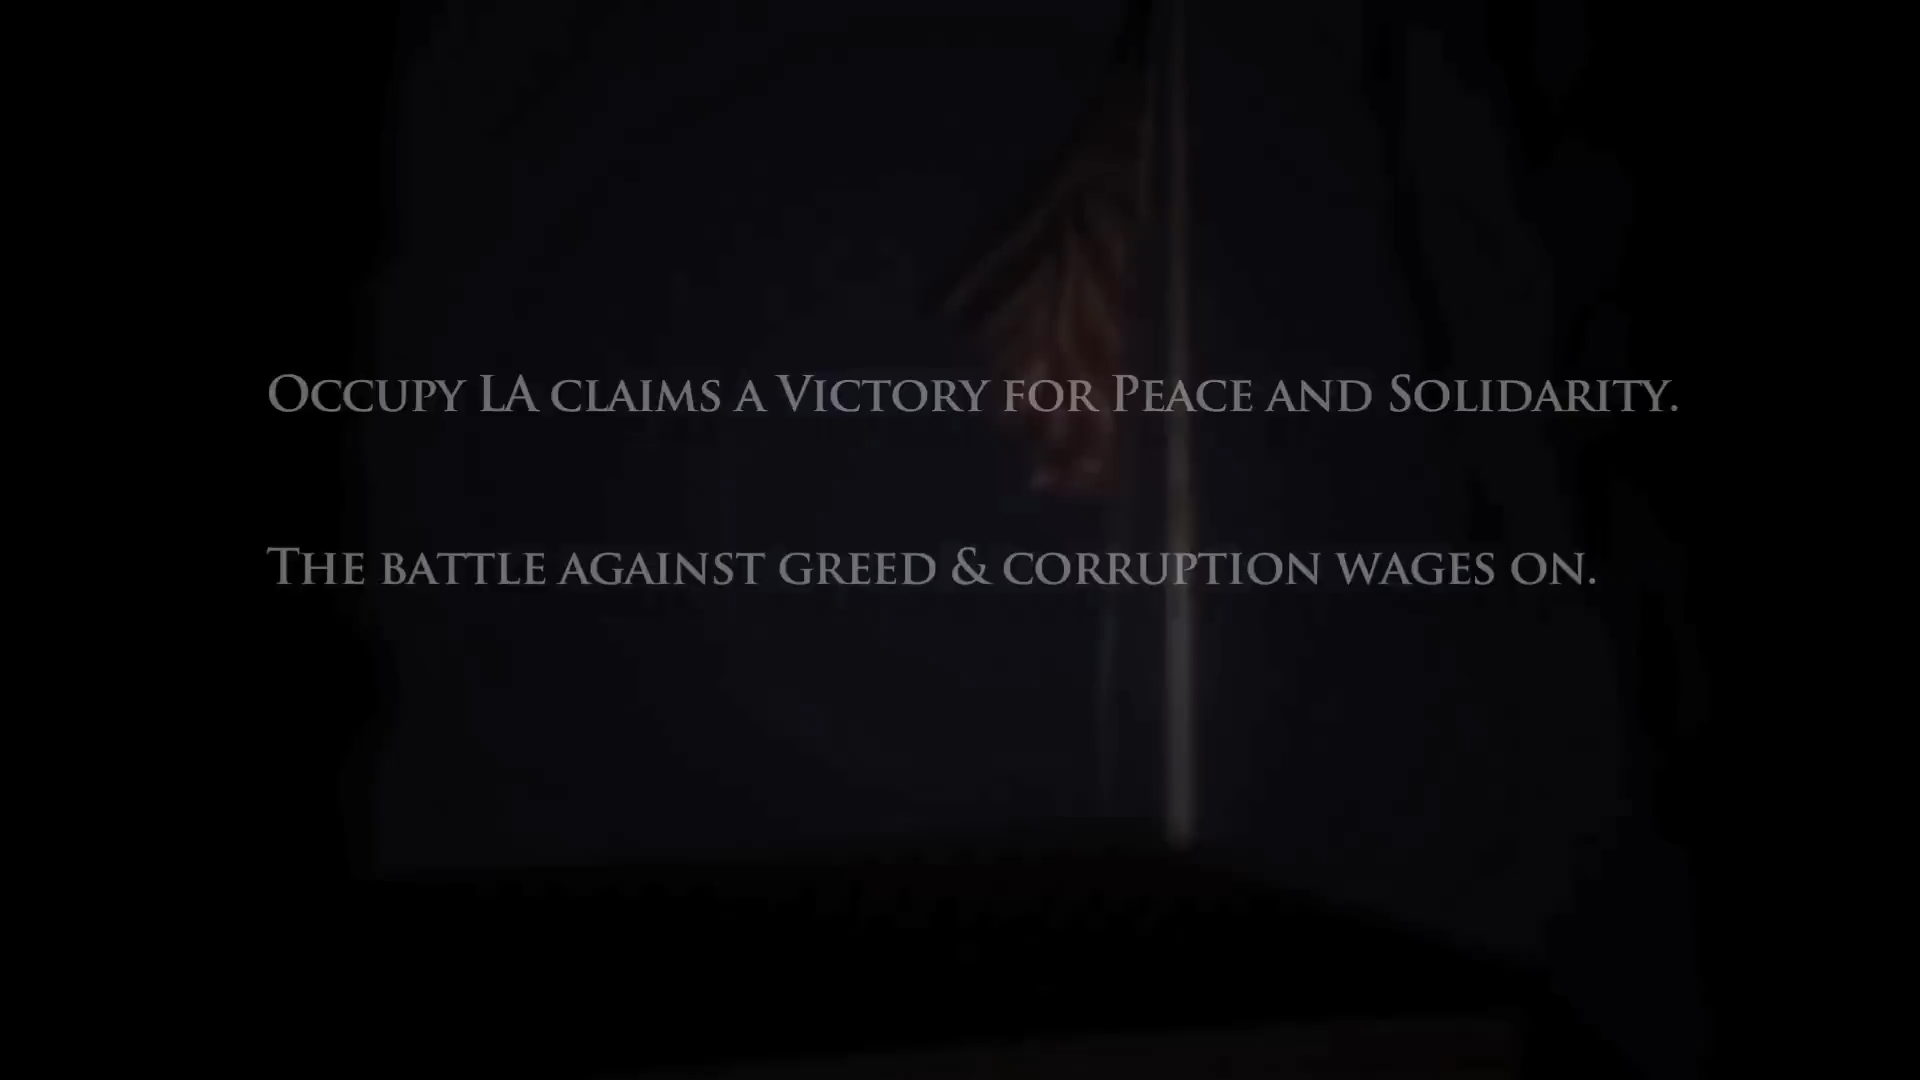 Occupy LA claims a Victory for Peace and Solidarity.
The battle against greed & corruption wages on.